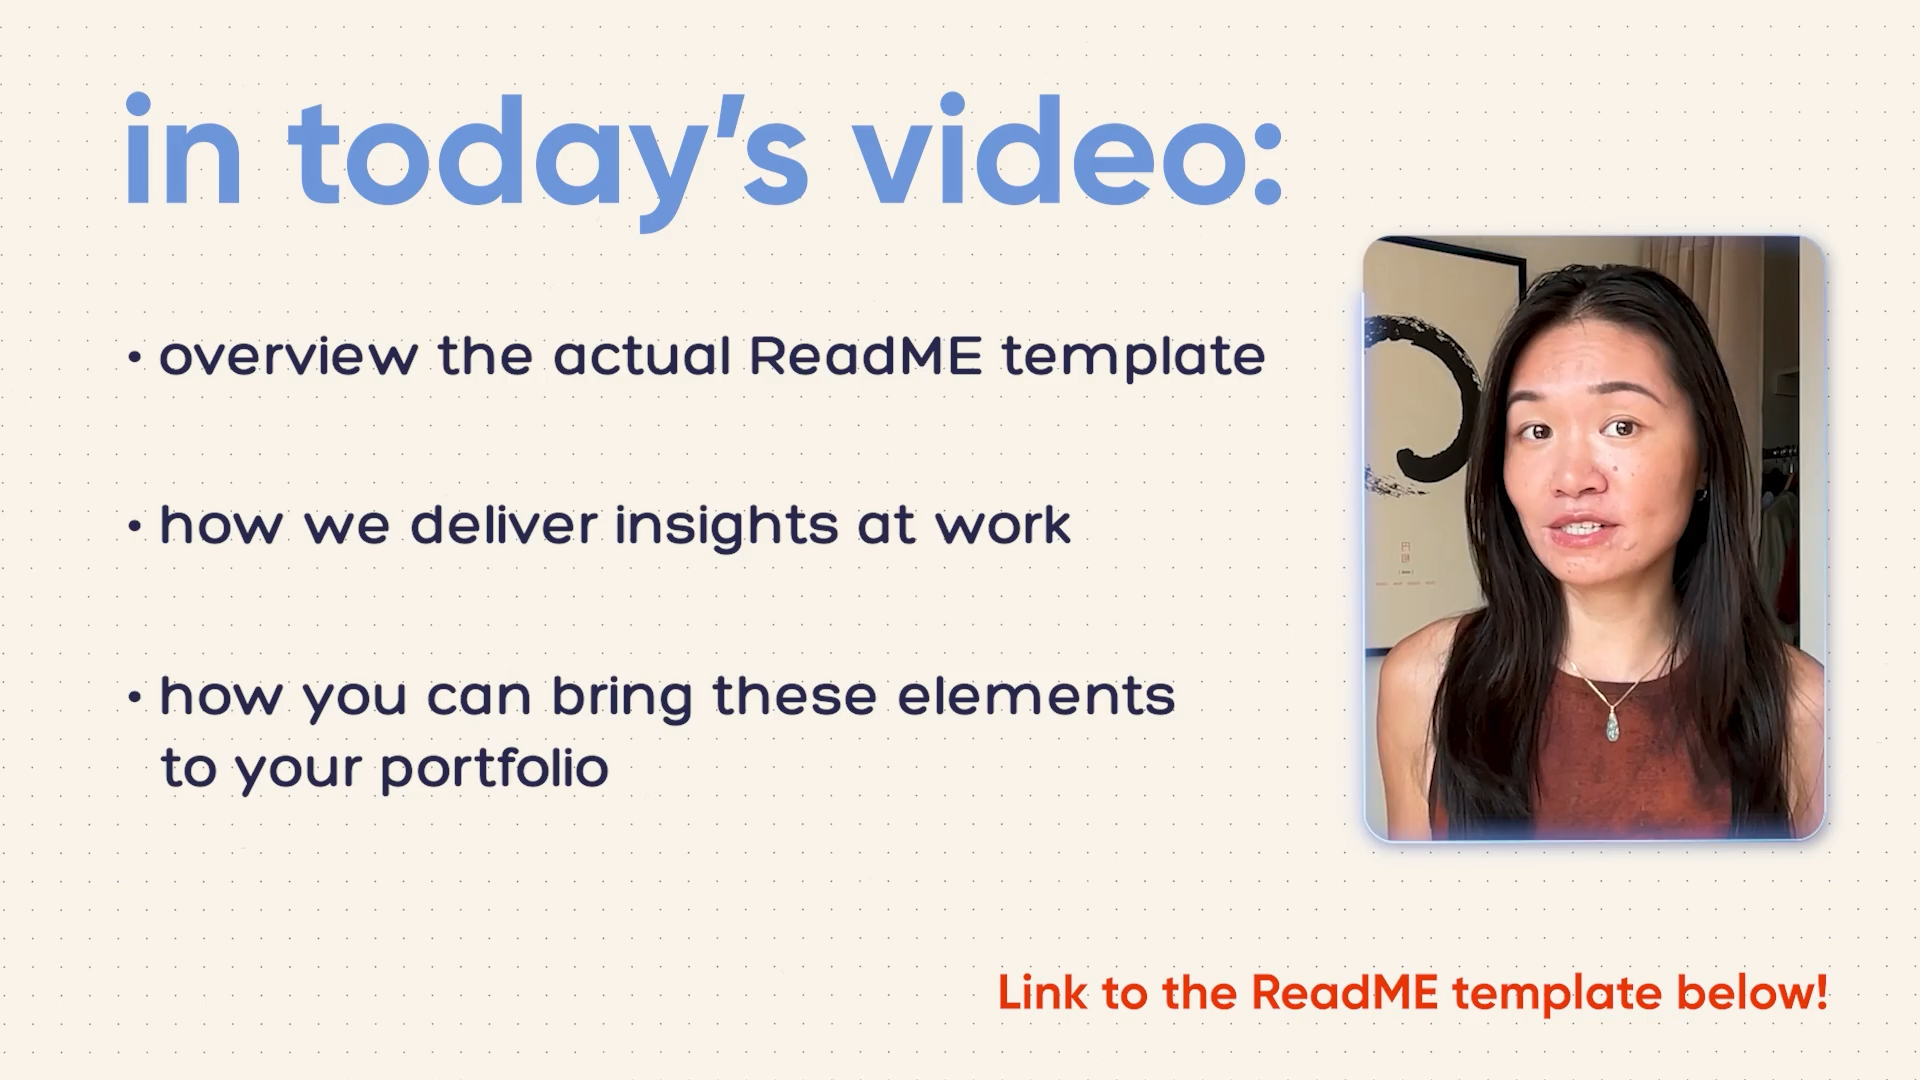 in today's video:
• overview the actual ReadME template
• how we deliver insights at work
• how you can bring these elements
to your portfolio
Link to the ReadME template below!